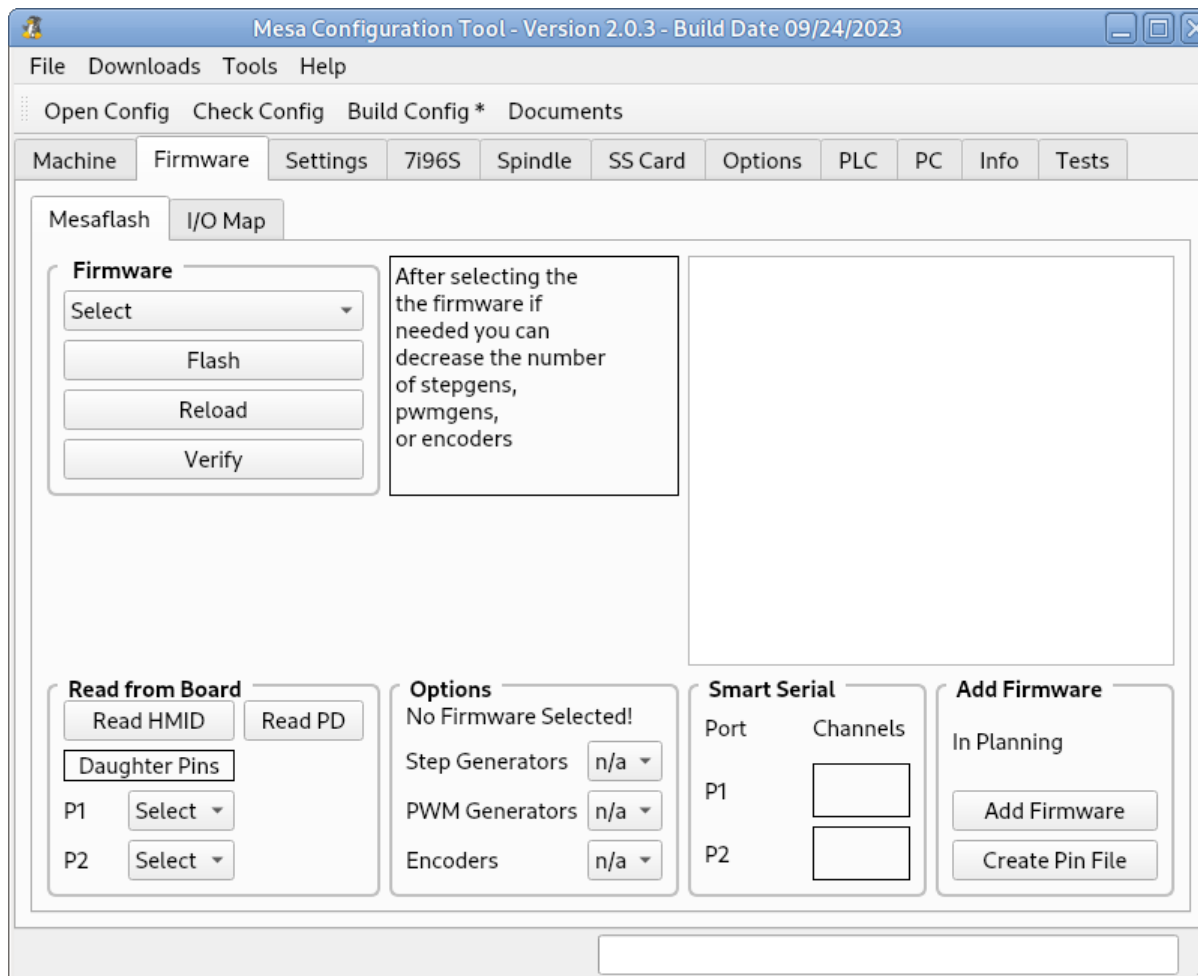 Mesa Configuration Tool - Version 2.0.3 - Build Date 09/24/2023
File Downloads Tools Help
Open Config Check Config Build Config * Documents
Machine Firmware Settings 7i96S Spindle SS Card Options PLC PC Info Tests
Mesaflash I/O Map
Firmware
Select
Flash
Reload
Verify
After selecting the
the firmware if
needed you can
decrease the number
of stepgens,
pwmgens,
or encoders
Read from Board
Read HMID Read PD
Daughter Pins
P1 Select
P2 Select
Options
No Firmware Selected!
Step Generators n/a
PWM Generators n/a
Encoders n/a
Smart Serial
Port Channels
P1
P2
Add Firmware
In Planning
Add Firmware
Create Pin File